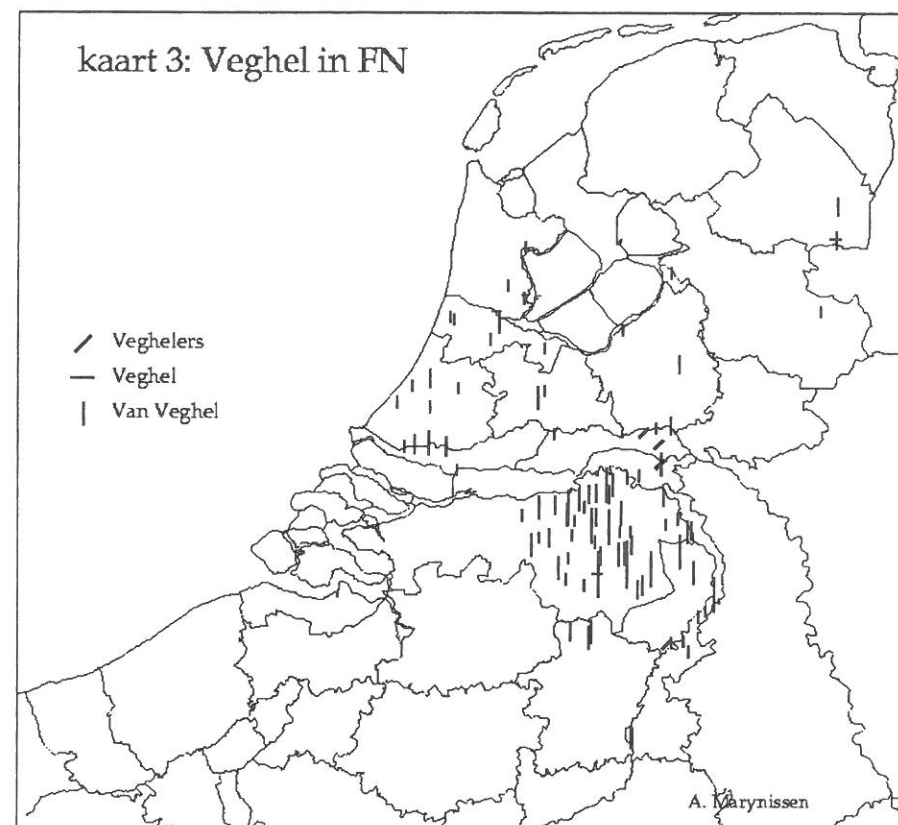 kaart 3: Veghel in FN
Veghelers
Veghel
Van Veghel
A. Marynissen